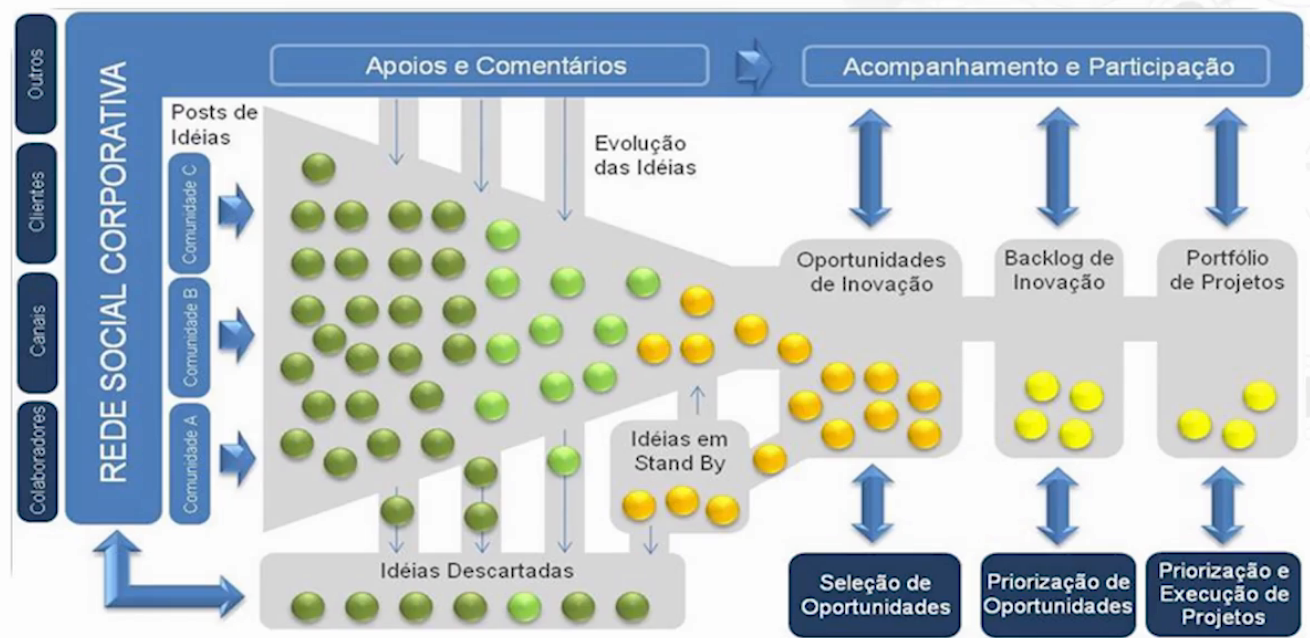 Outros
Clientes
Canais
Colaboradores
REDE SOCIAL CORPORATIVA
Apoios e Comentários
Acompanhamento e Participação
Posts de
Idéias
Comunidade C
Comunidade B
Comunidade A
Evolução
das Idéias
Oportunidades
de Inovação
Backlog de
Inovação
Portfólio
de Projetos
Idéias em
Stand By
Idéias Descartadas
Seleção de
Oportunidades
Priorização de
Oportunidades
Priorização e
Execução de
Projetos